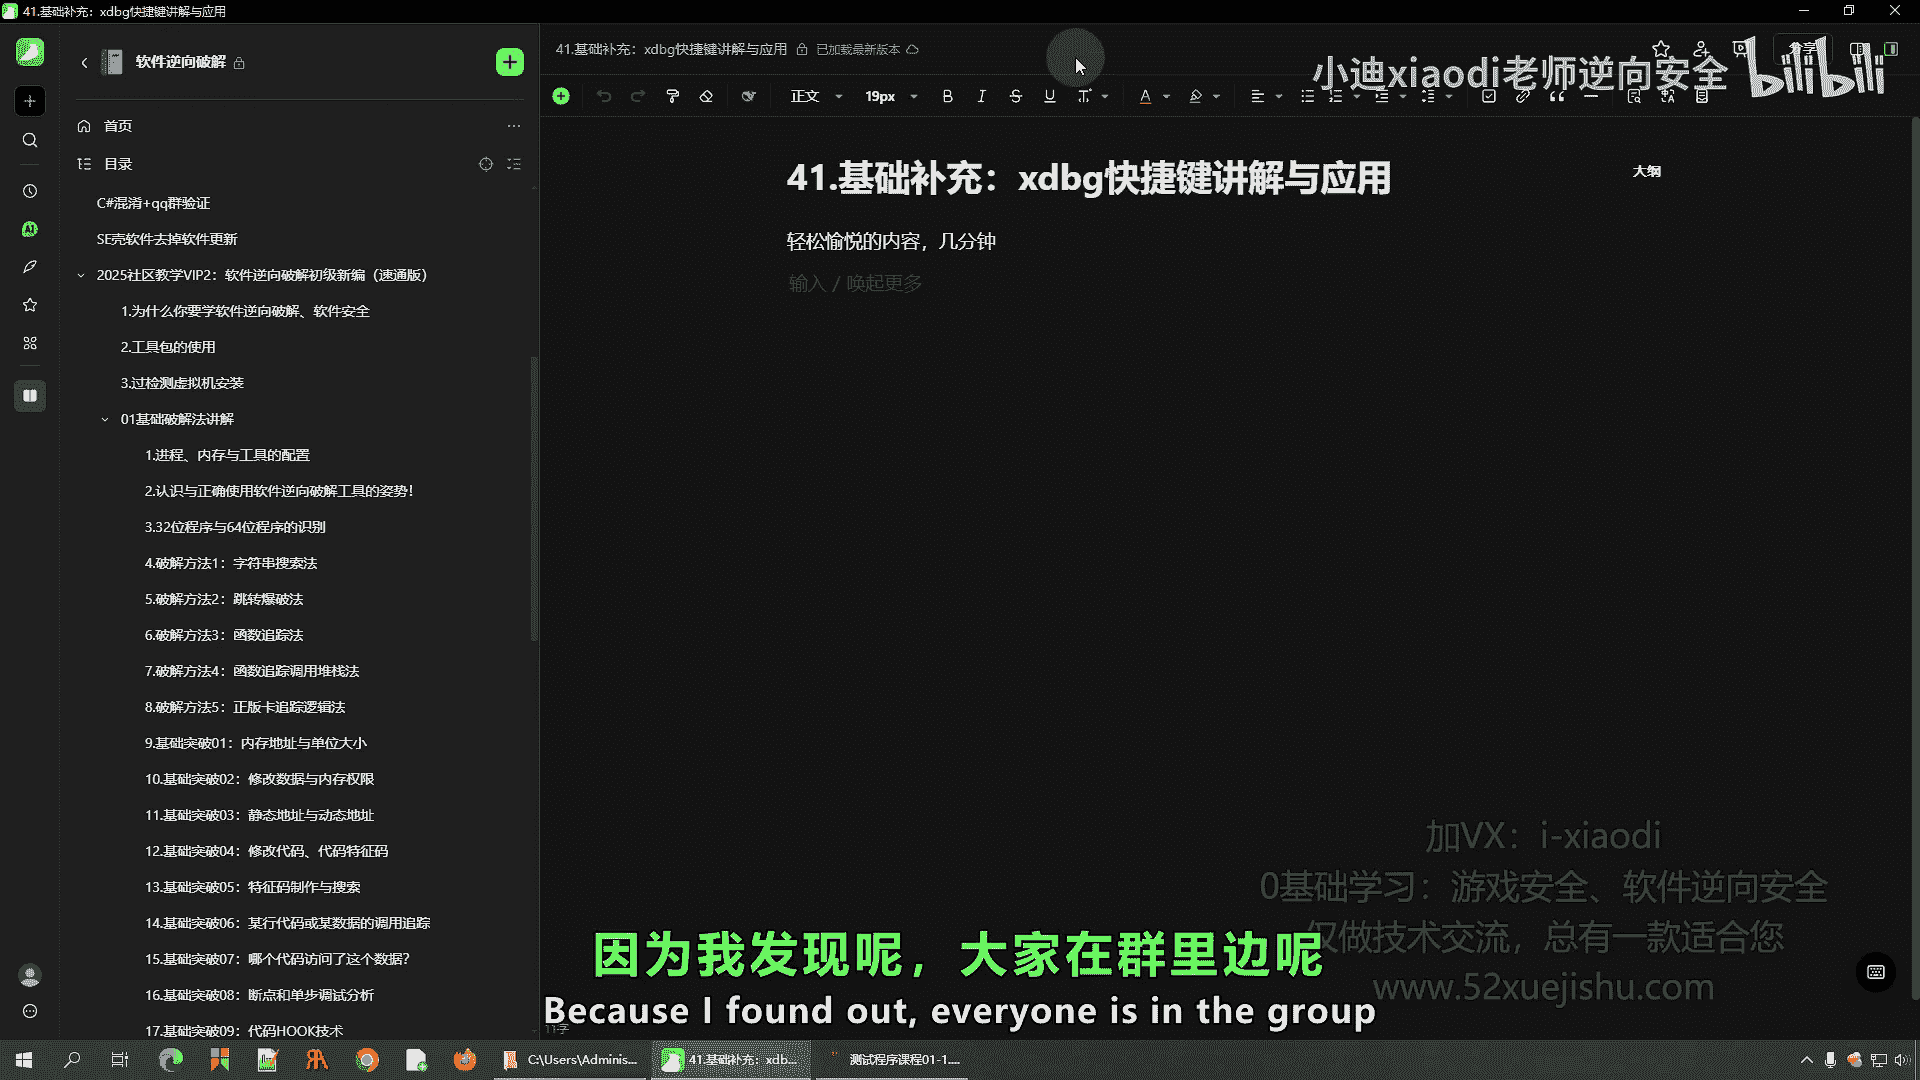 41.基础补充：xdbg快捷键讲解与应用
软件逆向破解
首页
目录
C#混淆+qq群验证
SE壳软件去掉软件更新
2025社区教学VIP2：软件逆向破解初级新编（速通版）
1.为什么你要学软件逆向破解、软件安全
2.工具包的使用
3.过检测虚拟机安装
01基础破解法讲解
1.进程、内存与工具的配置
2.认识与正确使用软件逆向破解工具的姿势！
3.32位程序与64位程序的识别
4.破解方法1：字符串搜索法
5.破解方法2：跳转爆破法
6.破解方法3：函数追踪法
7.破解方法4：函数追踪调用堆栈法
8.破解方法5：正版卡追踪逻辑法
9.基础突破01：内存地址与单位大小
10.基础突破02：修改数据与内存权限
11.基础突破03：静态地址与动态地址
12.基础突破04：修改代码、代码特征码
13.基础突破05：特征码制作与搜索
14.基础突破06：某行代码或某数据的调用追踪
15.基础突破07：哪个代码访问了这个数据?
16.基础突破08：断点和单步调试分析
17.基础突破09：代码HOOK技术
41.基础补充：xdbg快捷键讲解与应用 已加载最新版本
分享
小迪xiaodi老师逆向安全 bilibili
正文 19px
41.基础补充：xdbg快捷键讲解与应用
大纲
轻松愉悦的内容，几分钟
输入 / 唤起更多
加VX：i-xiaodi
0基础学习：游戏安全、软件逆向安全
仅做技术交流，总有一款适合您
www.52xuejishu.com
因为我发现呢，大家在群里边呢
Because I found out, everyone is in the group
11字
C:\Users\Adminis...
41.基础补充：xdb...
测试程序课程01-1....